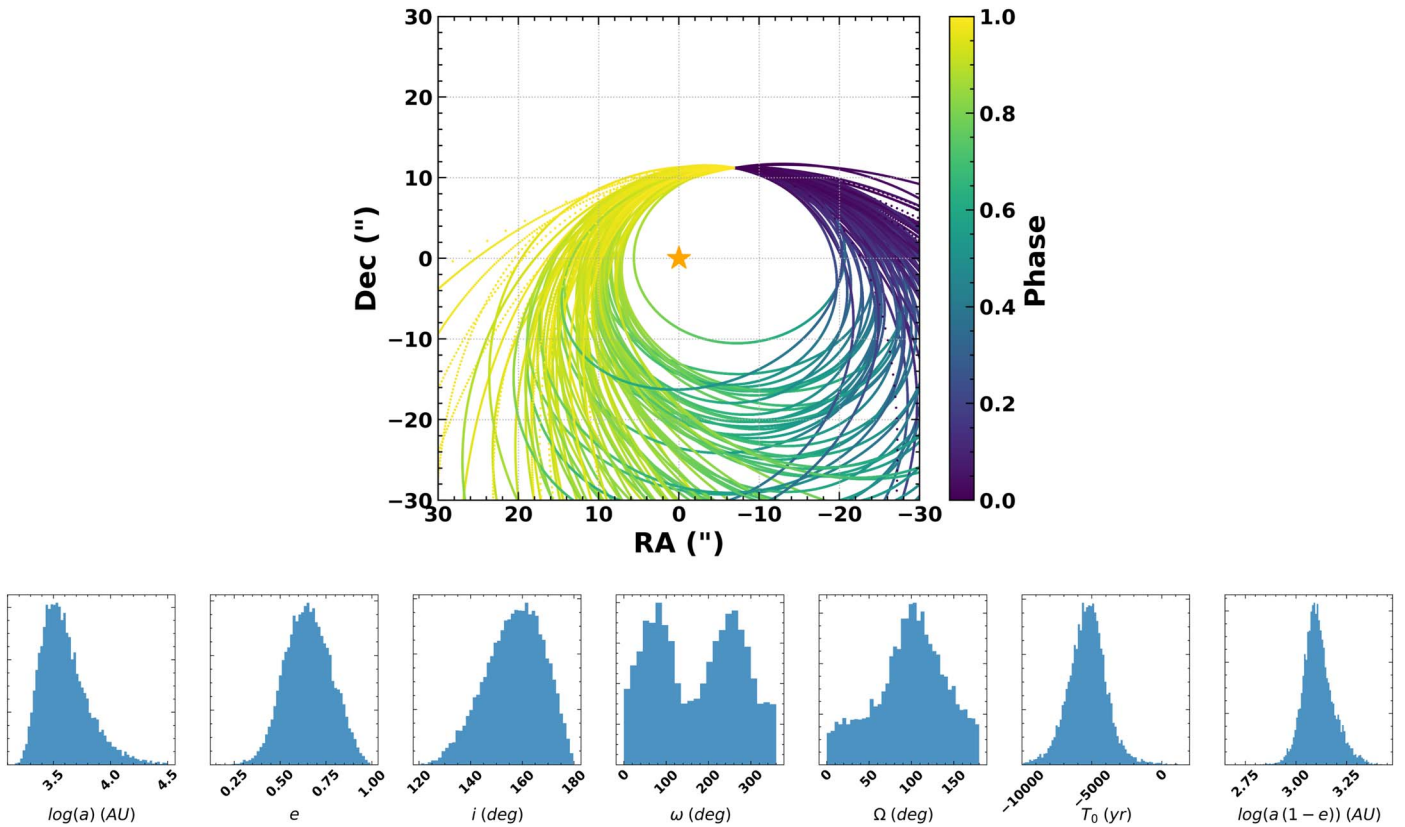 30
20
10
0
−10
−20
−30
Dec (")
30 20 10 0 −10 −20 −30
RA (")
1.0
0.8
0.6
0.4
0.2
0.0
Phase
3.5 4.0 4.5
log(a) (AU)
0.25 0.50 0.75 1.00
e
120 140 160 180
i (deg)
0 100 200 300
ω (deg)
0 50 100 150
Ω (deg)
−10000 −5000 0
T0 (yr)
2.75 3.00 3.25
log(a (1 − e)) (AU)